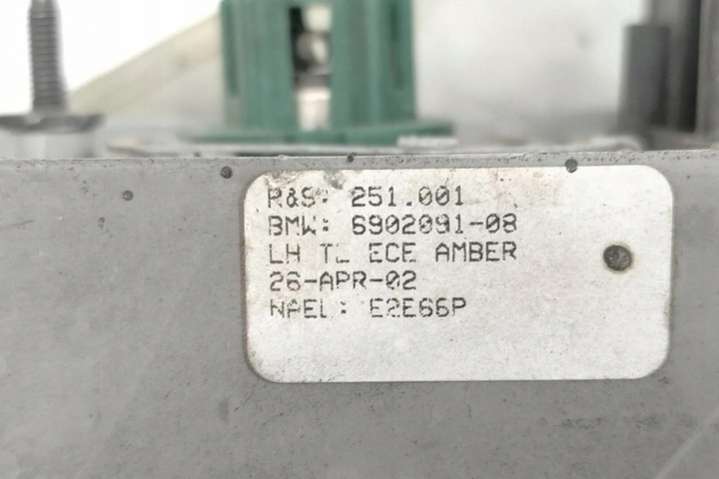 R&S: 251.001
BMW: 6902091-08
LH TL ECE AMBER
26-APR-02
NAEL: E2E66P